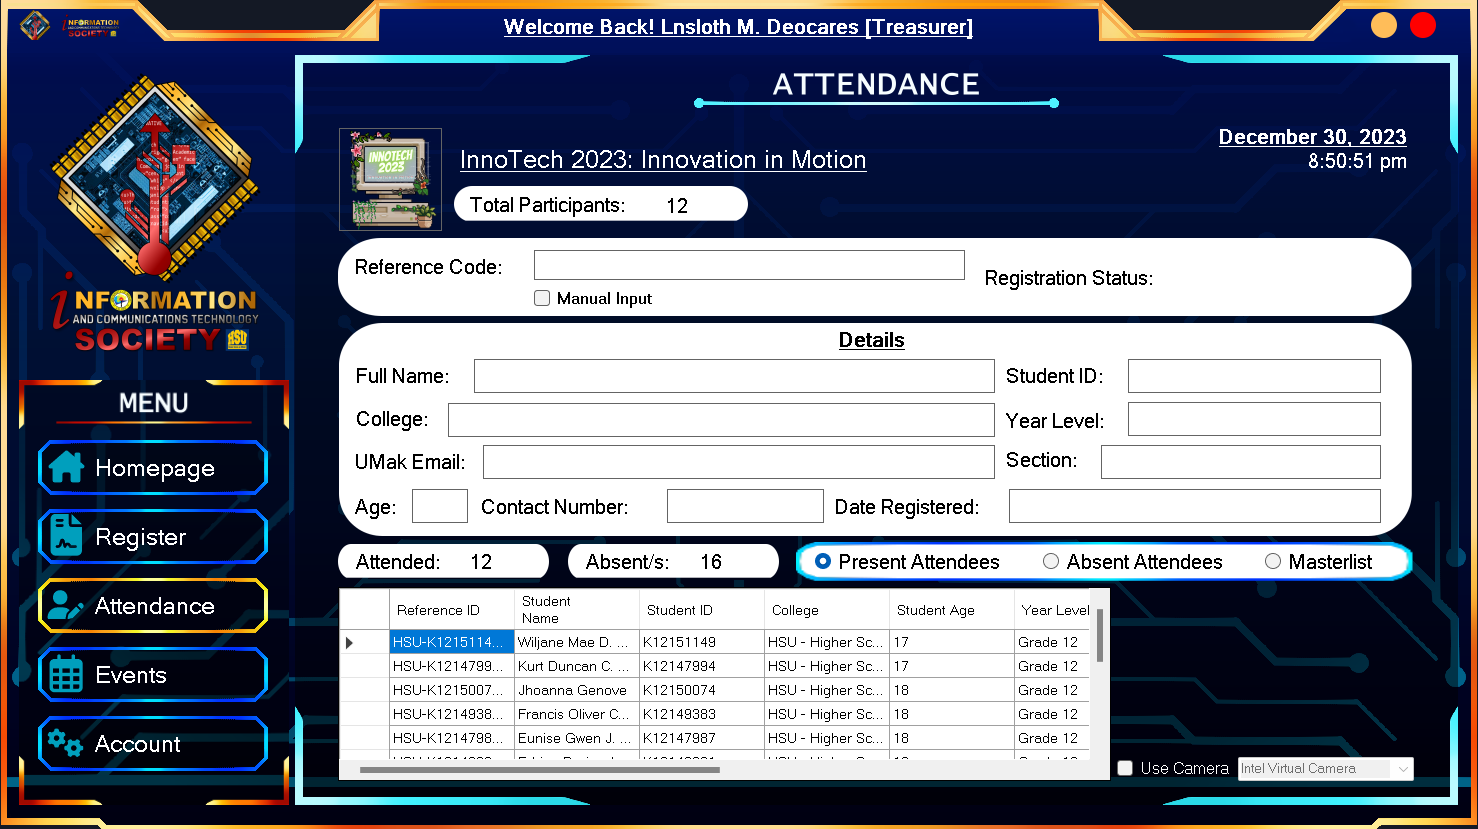 INFORMATION
SOCIETY
Welcome Back! Lnsloth M. Deocares [Treasurer]
ATTENDANCE
December 30, 2023
8:50:51 pm
INNOTECH
2023
InnoTech 2023: Innovation in Motion
Total Participants: 12
Reference Code:
Manual Input
Registration Status:
iNFORMATION
AND COMMUNICATIONS TECHNOLOGY
SOCIETY HSU
Details
Full Name:
Student ID:
College:
Year Level:
UMak Email:
Section:
Age:
Contact Number:
Date Registered:
MENU
Homepage
Register
Attendance
Events
Account
Attended: 12
Absent/s: 16
Present Attendees
Absent Attendees
Masterlist
Reference ID Student Name Student ID College Student Age Year Level
HSU-K1215114... Wiljane Mae D. ... K12151149 HSU - Higher Sc... 17 Grade 12
HSU-K1214799... Kurt Duncan C. ... K12147994 HSU - Higher Sc... 17 Grade 12
HSU-K1215007... Jhoanna Genove K12150074 HSU - Higher Sc... 18 Grade 12
HSU-K1214938... Francis Oliver C... K12149383 HSU - Higher Sc... 18 Grade 12
HSU-K1214798... Eunise Gwen J. ... K12147987 HSU - Higher Sc... 18 Grade 12
Use Camera
Intel Virtual Camera